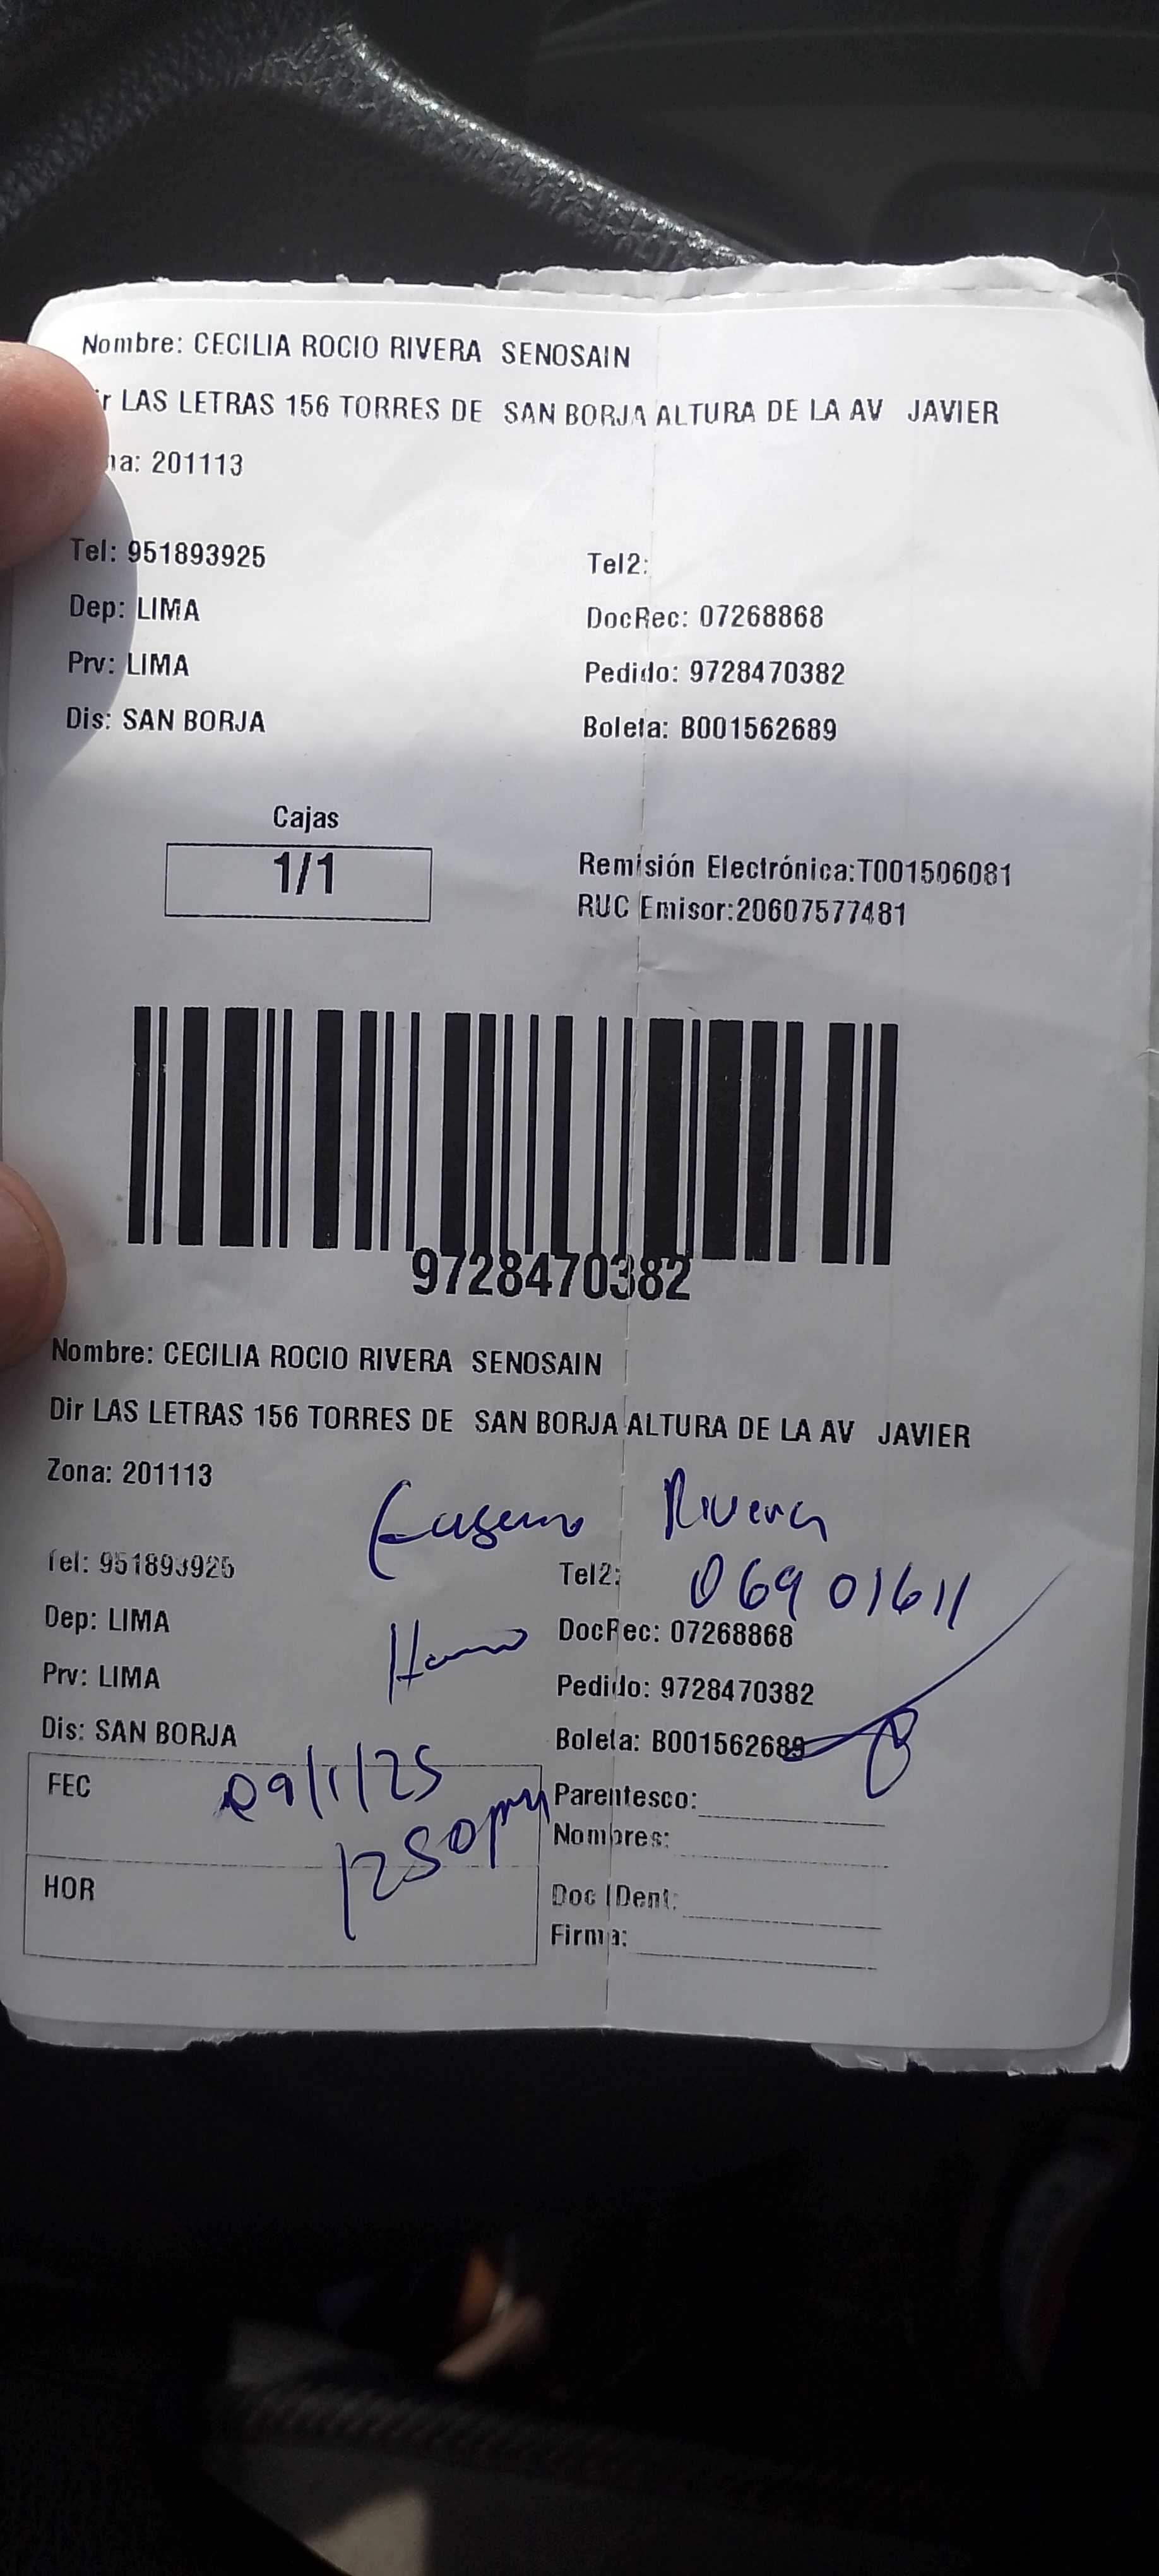 Nombre: CECILIA ROCIO RIVERA SENOSAIN
ir LAS LETRAS 156 TORRES DE SAN BORJA ALTURA DE LA AV JAVIER
na: 201113
Tel: 951893925 Tel2:
Dep: LIMA DocRec: 07268868
Prv: LIMA Pedido: 9728470382
Dis: SAN BORJA Boleta: B001562689
Cajas
1/1
Remisión Electrónica:T001506081
RUC Emisor:20607577481
9728470382
Nombre: CECILIA ROCIO RIVERA SENOSAIN
Dir LAS LETRAS 156 TORRES DE SAN BORJA ALTURA DE LA AV JAVIER
Zona: 201113
Rivera
Tel: 951893925 Tel2: 06901611
Dep: LIMA DocRec: 07268868
Prv: LIMA Pedido: 9728470382
Dis: SAN BORJA Boleta: B001562689
FEC 09/1/25 Parentesco:
1250pm Nombres:
HOR Doc IDent:
Firma: